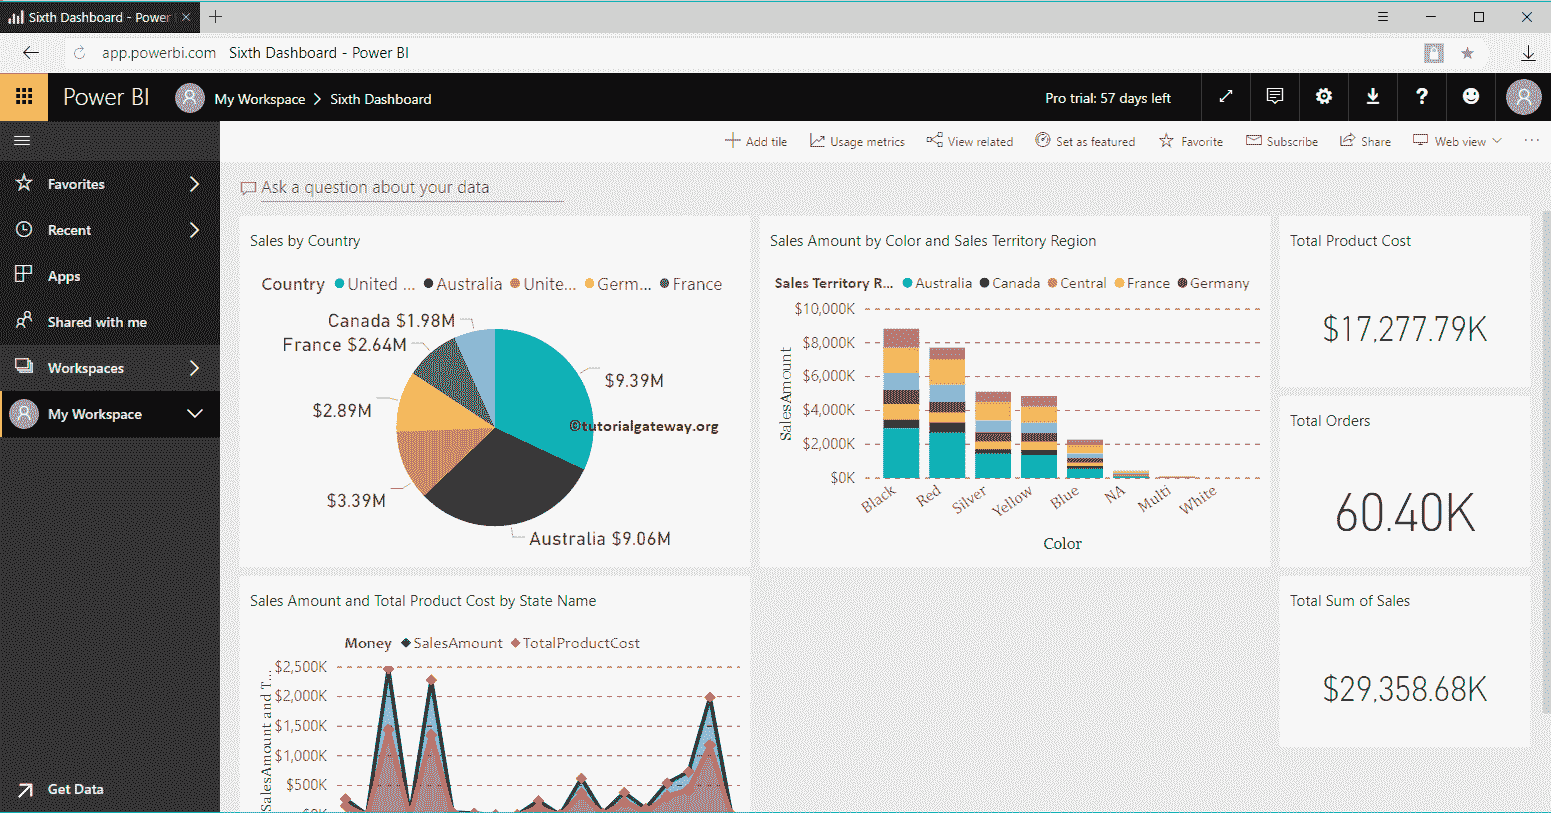 Sixth Dashboard - Power
app.powerbi.com Sixth Dashboard - Power BI
Power BI My Workspace > Sixth Dashboard Pro trial: 57 days left ?
Add tile Usage metrics View related Set as featured Favorite Subscribe Share Web view ...
Favorites
Recent
Apps
Shared with me
Workspaces
My Workspace
Get Data
Ask a question about your data
Sales by Country
Country United ... Australia Unite... Germ... France
Canada $1.98M
France $2.64M
$9.39M
$2.89M
©tutorialgateway.org
$3.39M
Australia $9.06M
Sales Amount by Color and Sales Territory Region
Sales Territory R... Australia Canada Central France Germany
SalesAmount
$10,000K
$8,000K
$6,000K
$4,000K
$2,000K
$0K
Black Red Silver Yellow Blue NA Multi White
Color
Total Product Cost
$17,277.79K
Total Orders
60.40K
Sales Amount and Total Product Cost by State Name
Money SalesAmount TotalProductCost
SalesAmount and T...
$2,500K
$2,000K
$1,500K
$1,000K
$500K
$0K
Total Sum of Sales
$29,358.68K